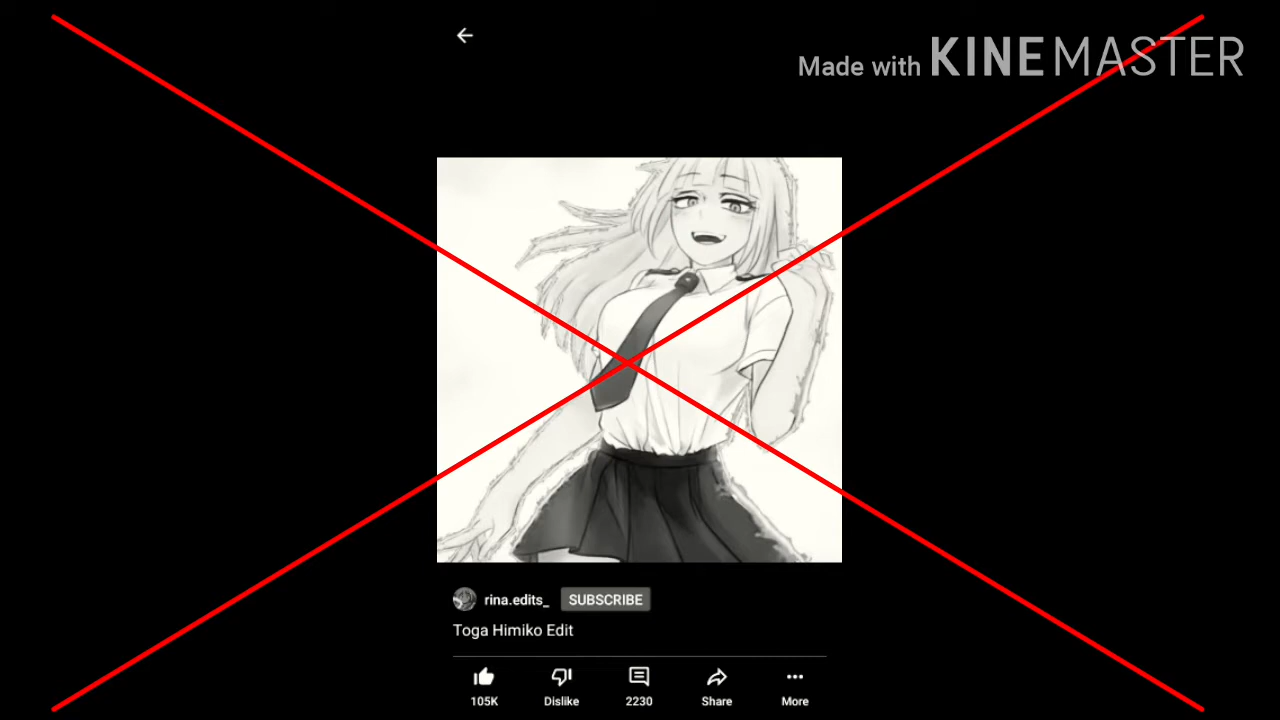 Made with KINEMASTER
rina.edits_ SUBSCRIBE
Toga Himiko Edit
105K Dislike 2230 Share More